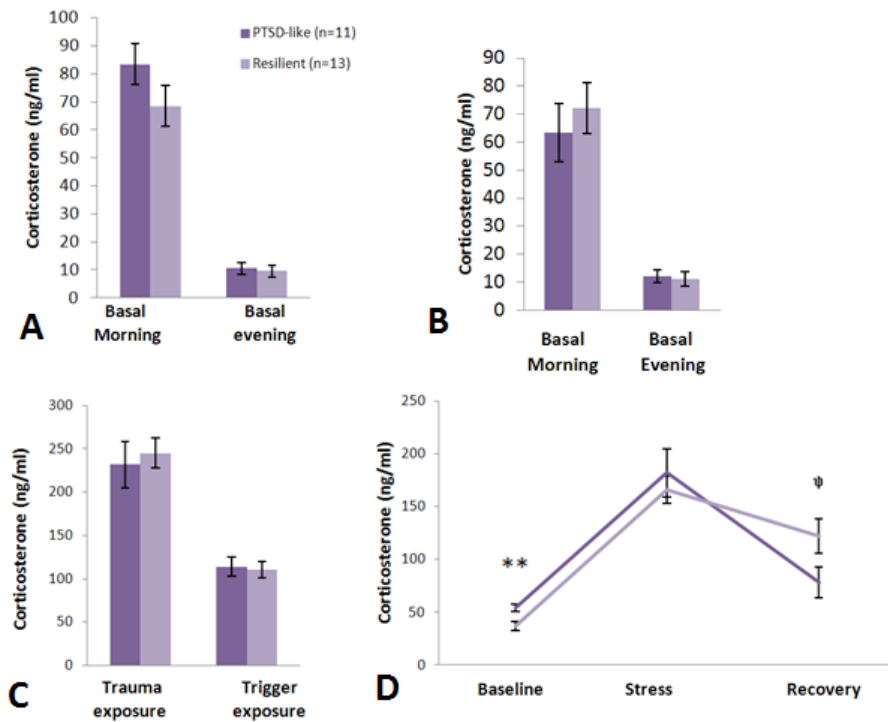 Corticosterone (ng/ml)
100
90
80
70
60
50
40
30
20
10
0
PTSD-like (n=11)
Resilient (n=13)
Basal Morning
Basal evening
A
Corticosterone (ng/ml)
90
80
70
60
50
40
30
20
10
0
Basal Morning
Basal Evening
B
Corticosterone (ng/ml)
300
250
200
150
100
50
0
Trauma exposure
Trigger exposure
C
Corticosterone (ng/ml)
250
200
150
100
50
0
**
ψ
Baseline
Stress
Recovery
D